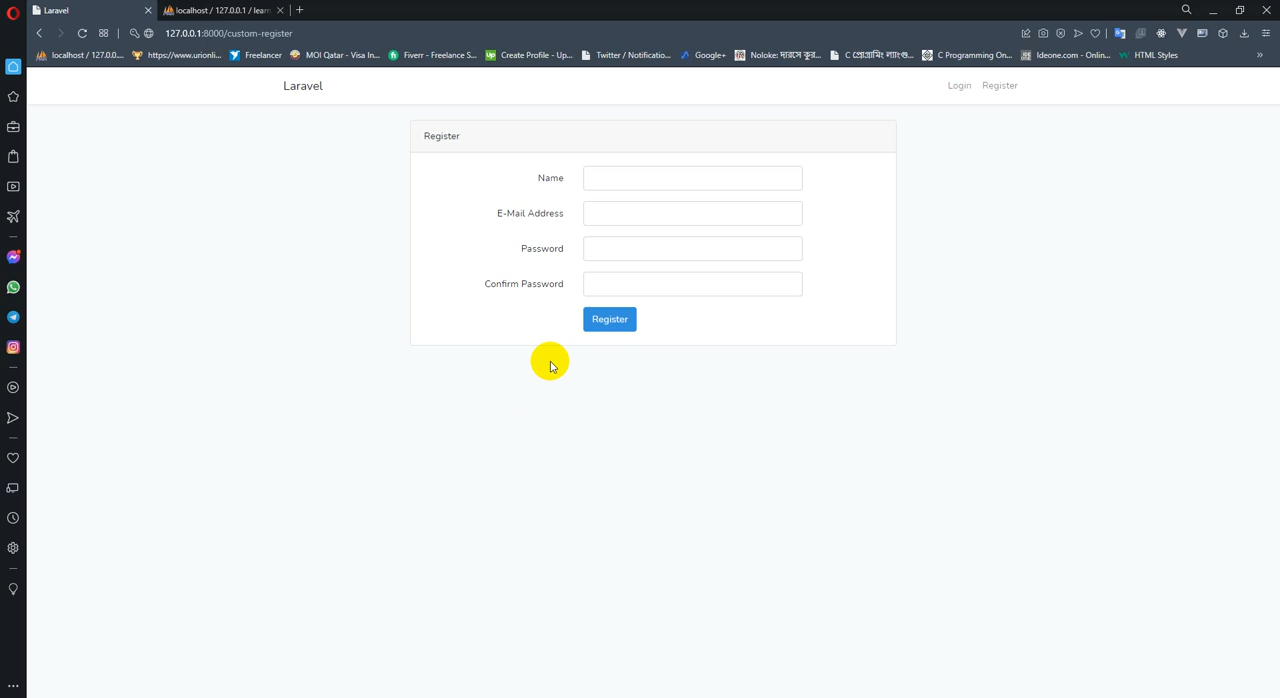 Laravel
localhost / 127.0.0.1 / learn
127.0.0.1:8000/custom-register
localhost / 127.0.0....
https://www.urionli...
Freelancer
Fiverr - Freelance S...
MOI Qatar - Visa In...
Create Profile - Up...
Twitter / Notificatio...
Google+
Noloke: দারসে কুর...
C প্রোগ্রামিং ল্যাংগু...
C Programming On...
Ideone.com - Onlin...
HTML Styles
Laravel
Login Register
Register
Name
E-Mail Address
Password
Confirm Password
Register